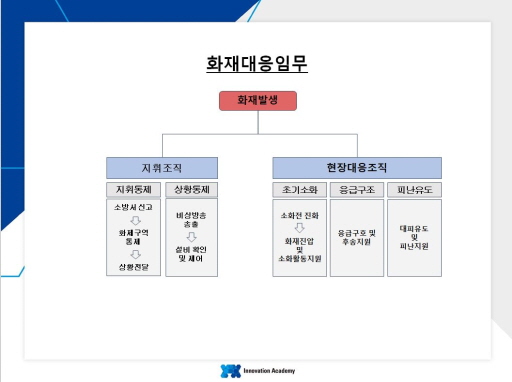 화재대응임무
화재발생
지휘조직
현장대응조직
지휘통제
상황통제
초기소화
응급구조
피난유도
소방서 신고
화재구역
통제
상황전달
비상방송
송출
설비 확인
및 제어
소화전 진화
화재진압
및
소화활동지원
응급구호 및
후송지원
대피유도
및
피난지원
Innovation Academy